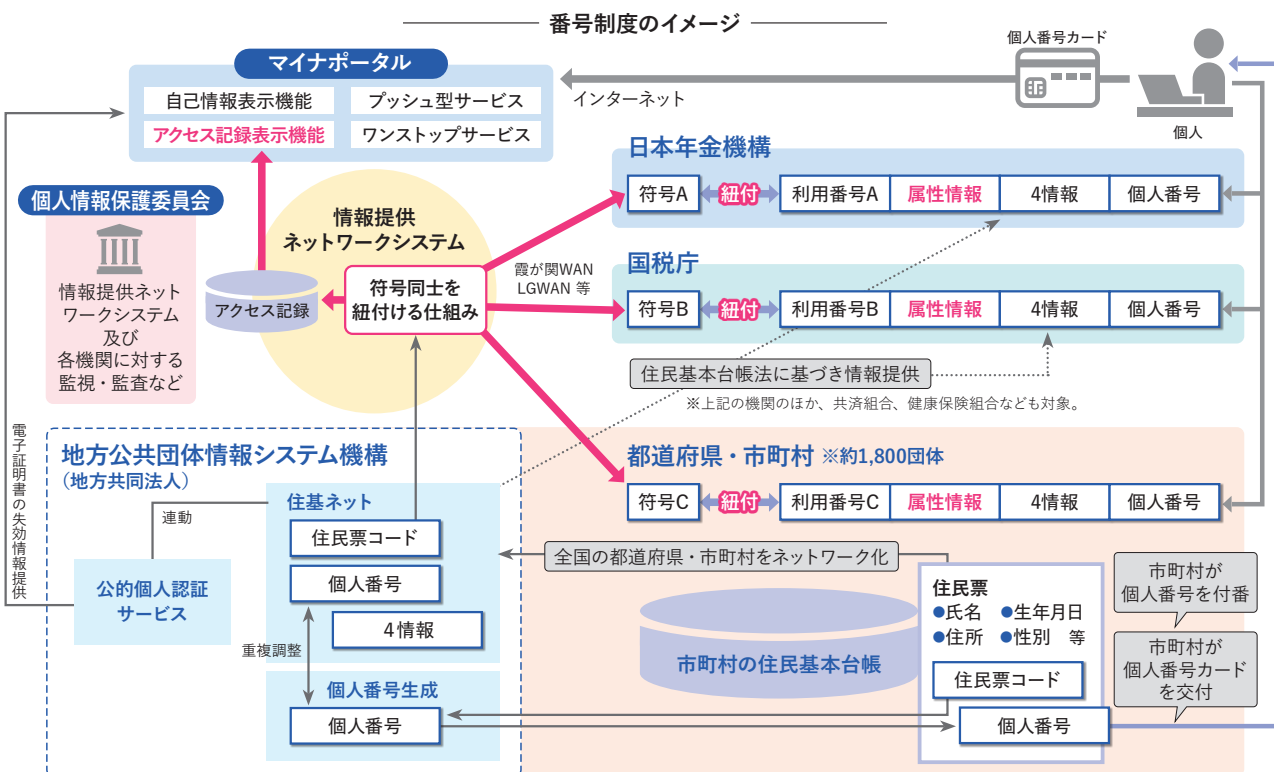 番号制度のイメージ
マイナポータル
自己情報表示機能
プッシュ型サービス
アクセス記録表示機能
ワンストップサービス
インターネット
個人番号カード
個人
個人情報保護委員会
情報提供ネット
ワークシステム
及び
各機関に対する
監視・監査など
情報提供
ネットワークシステム
アクセス記録
符号同士を
紐付ける仕組み
霞が関WAN
LGWAN 等
日本年金機構
符号A
紐付
利用番号A
属性情報
4情報
個人番号
国税庁
符号B
紐付
利用番号B
属性情報
4情報
個人番号
住民基本台帳法に基づき情報提供
※上記の機関のほか、共済組合、健康保険組合なども対象。
電子証明書の失効情報提供
地方公共団体情報システム機構
（地方共同法人）
住基ネット
連動
住民票コード
個人番号
4情報
公的個人認証
サービス
重複調整
個人番号生成
個人番号
都道府県・市町村 ※約1,800団体
符号C
紐付
利用番号C
属性情報
4情報
個人番号
全国の都道府県・市町村をネットワーク化
市町村の住民基本台帳
住民票
●氏名 ●生年月日
●住所 ●性別 等
住民票コード
個人番号
市町村が
個人番号を付番
市町村が
個人番号カード
を交付